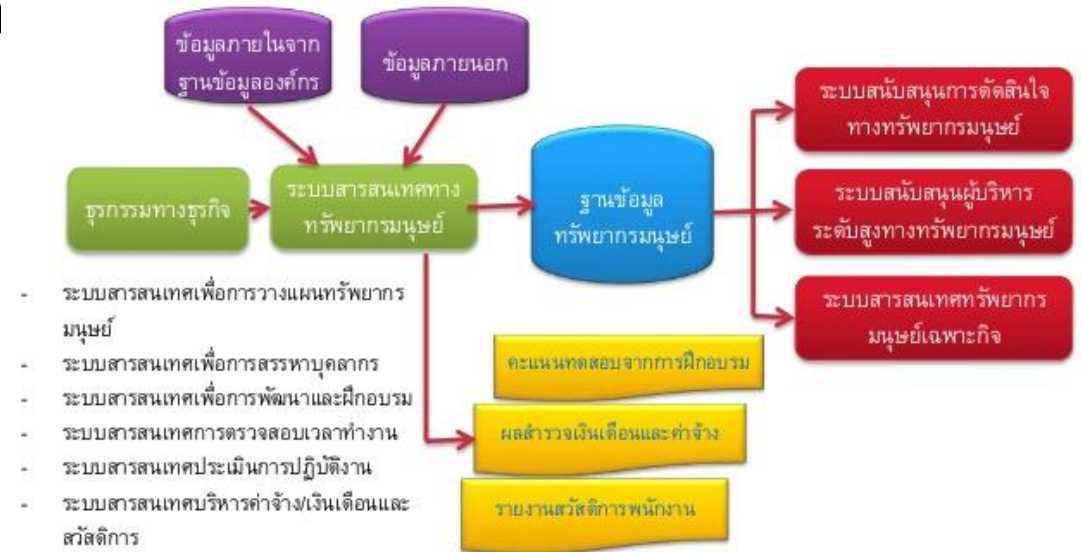 ข้อมูลภายในจาก
ฐานข้อมูลองค์กร
ข้อมูลภายนอก
ธุรกรรมทางธุรกิจ
ระบบสารสนเทศทาง
ทรัพยากรมนุษย์
ฐานข้อมูล
ทรัพยากรมนุษย์
ระบบสนับสนุนการตัดสินใจ
ทางทรัพยากรมนุษย์
ระบบสนับสนุนผู้บริหาร
ระดับสูงทางทรัพยากรมนุษย์
ระบบสารสนเทศทรัพยากร
มนุษย์เฉพาะกิจ
- ระบบสารสนเทศเพื่อการวางแผนทรัพยากร
มนุษย์
- ระบบสารสนเทศเพื่อการสรรหาบุคลากร
- ระบบสารสนเทศเพื่อการพัฒนาและฝึกอบรม
- ระบบสารสนเทศการตรวจสอบเวลาทำงาน
- ระบบสารสนเทศประเมินการปฏิบัติงาน
- ระบบสารสนเทศบริหารค่าจ้าง/เงินเดือนและ
สวัสดิการ
คะแนนทดสอบจากการฝึกอบรม
ผลสำรวจเงินเดือนและค่าจ้าง
รายงานสวัสดิการพนักงาน